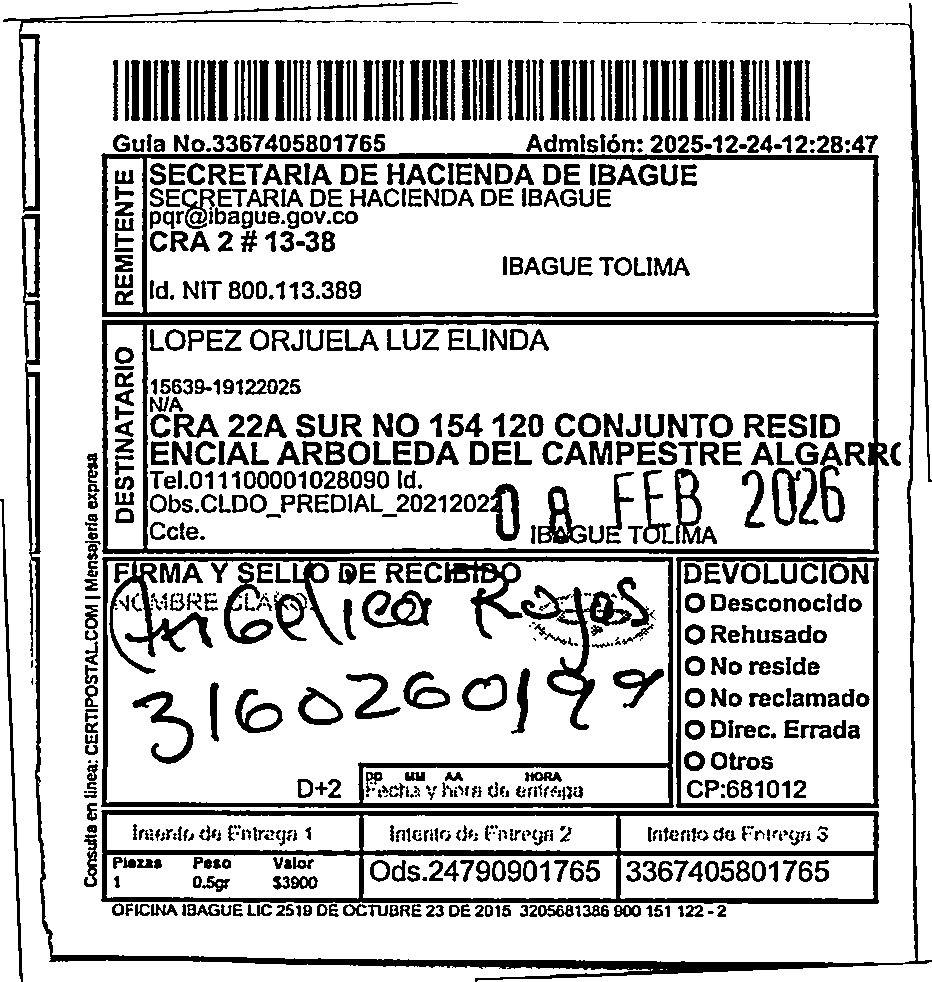 Guia No.3367405801765 Admisión: 2025-12-24-12:28:47
REMITENTE
SECRETARIA DE HACIENDA DE IBAGUE
SECRETARIA DE HACIENDA DE IBAGUE
pqr@ibague.gov.co
CRA 2 # 13-38
IBAGUE TOLIMA
Id. NIT 800.113.389
DESTINATARIO
LOPEZ ORJUELA LUZ ELINDA
15639-19122025
N/A
CRA 22A SUR NO 154 120 CONJUNTO RESID
ENCIAL ARBOLEDA DEL CAMPESTRE ALGARRO
Tel.011100001028090 Id.
Obs.CLDO_PREDIAL_20212022
08 FEB 2026
Ccte. IBAGUE TOLIMA
FIRMA Y SELLO DE RECIBIDO
NOMBRE CLARO
Angelica Rojas
3160260199
D+2
DD MM AA HORA
Fecha y hora de entrega
DEVOLUCIÓN
Desconocido
Rehusado
No reside
No reclamado
Direc. Errada
Otros
CP:681012
Intento de Entrega 1 Intento de Entrega 2 Intento de Entrega 3
Piezas Peso Valor
1 0.5gr $3900
Ods.24790901765 3367405801765
OFICINA IBAGUE LIC 2519 DE OCTUBRE 23 DE 2015 3205681386 900 151 122 - 2
Consulta en línea: CERTIPOSTAL.COM | Mensajería expresa